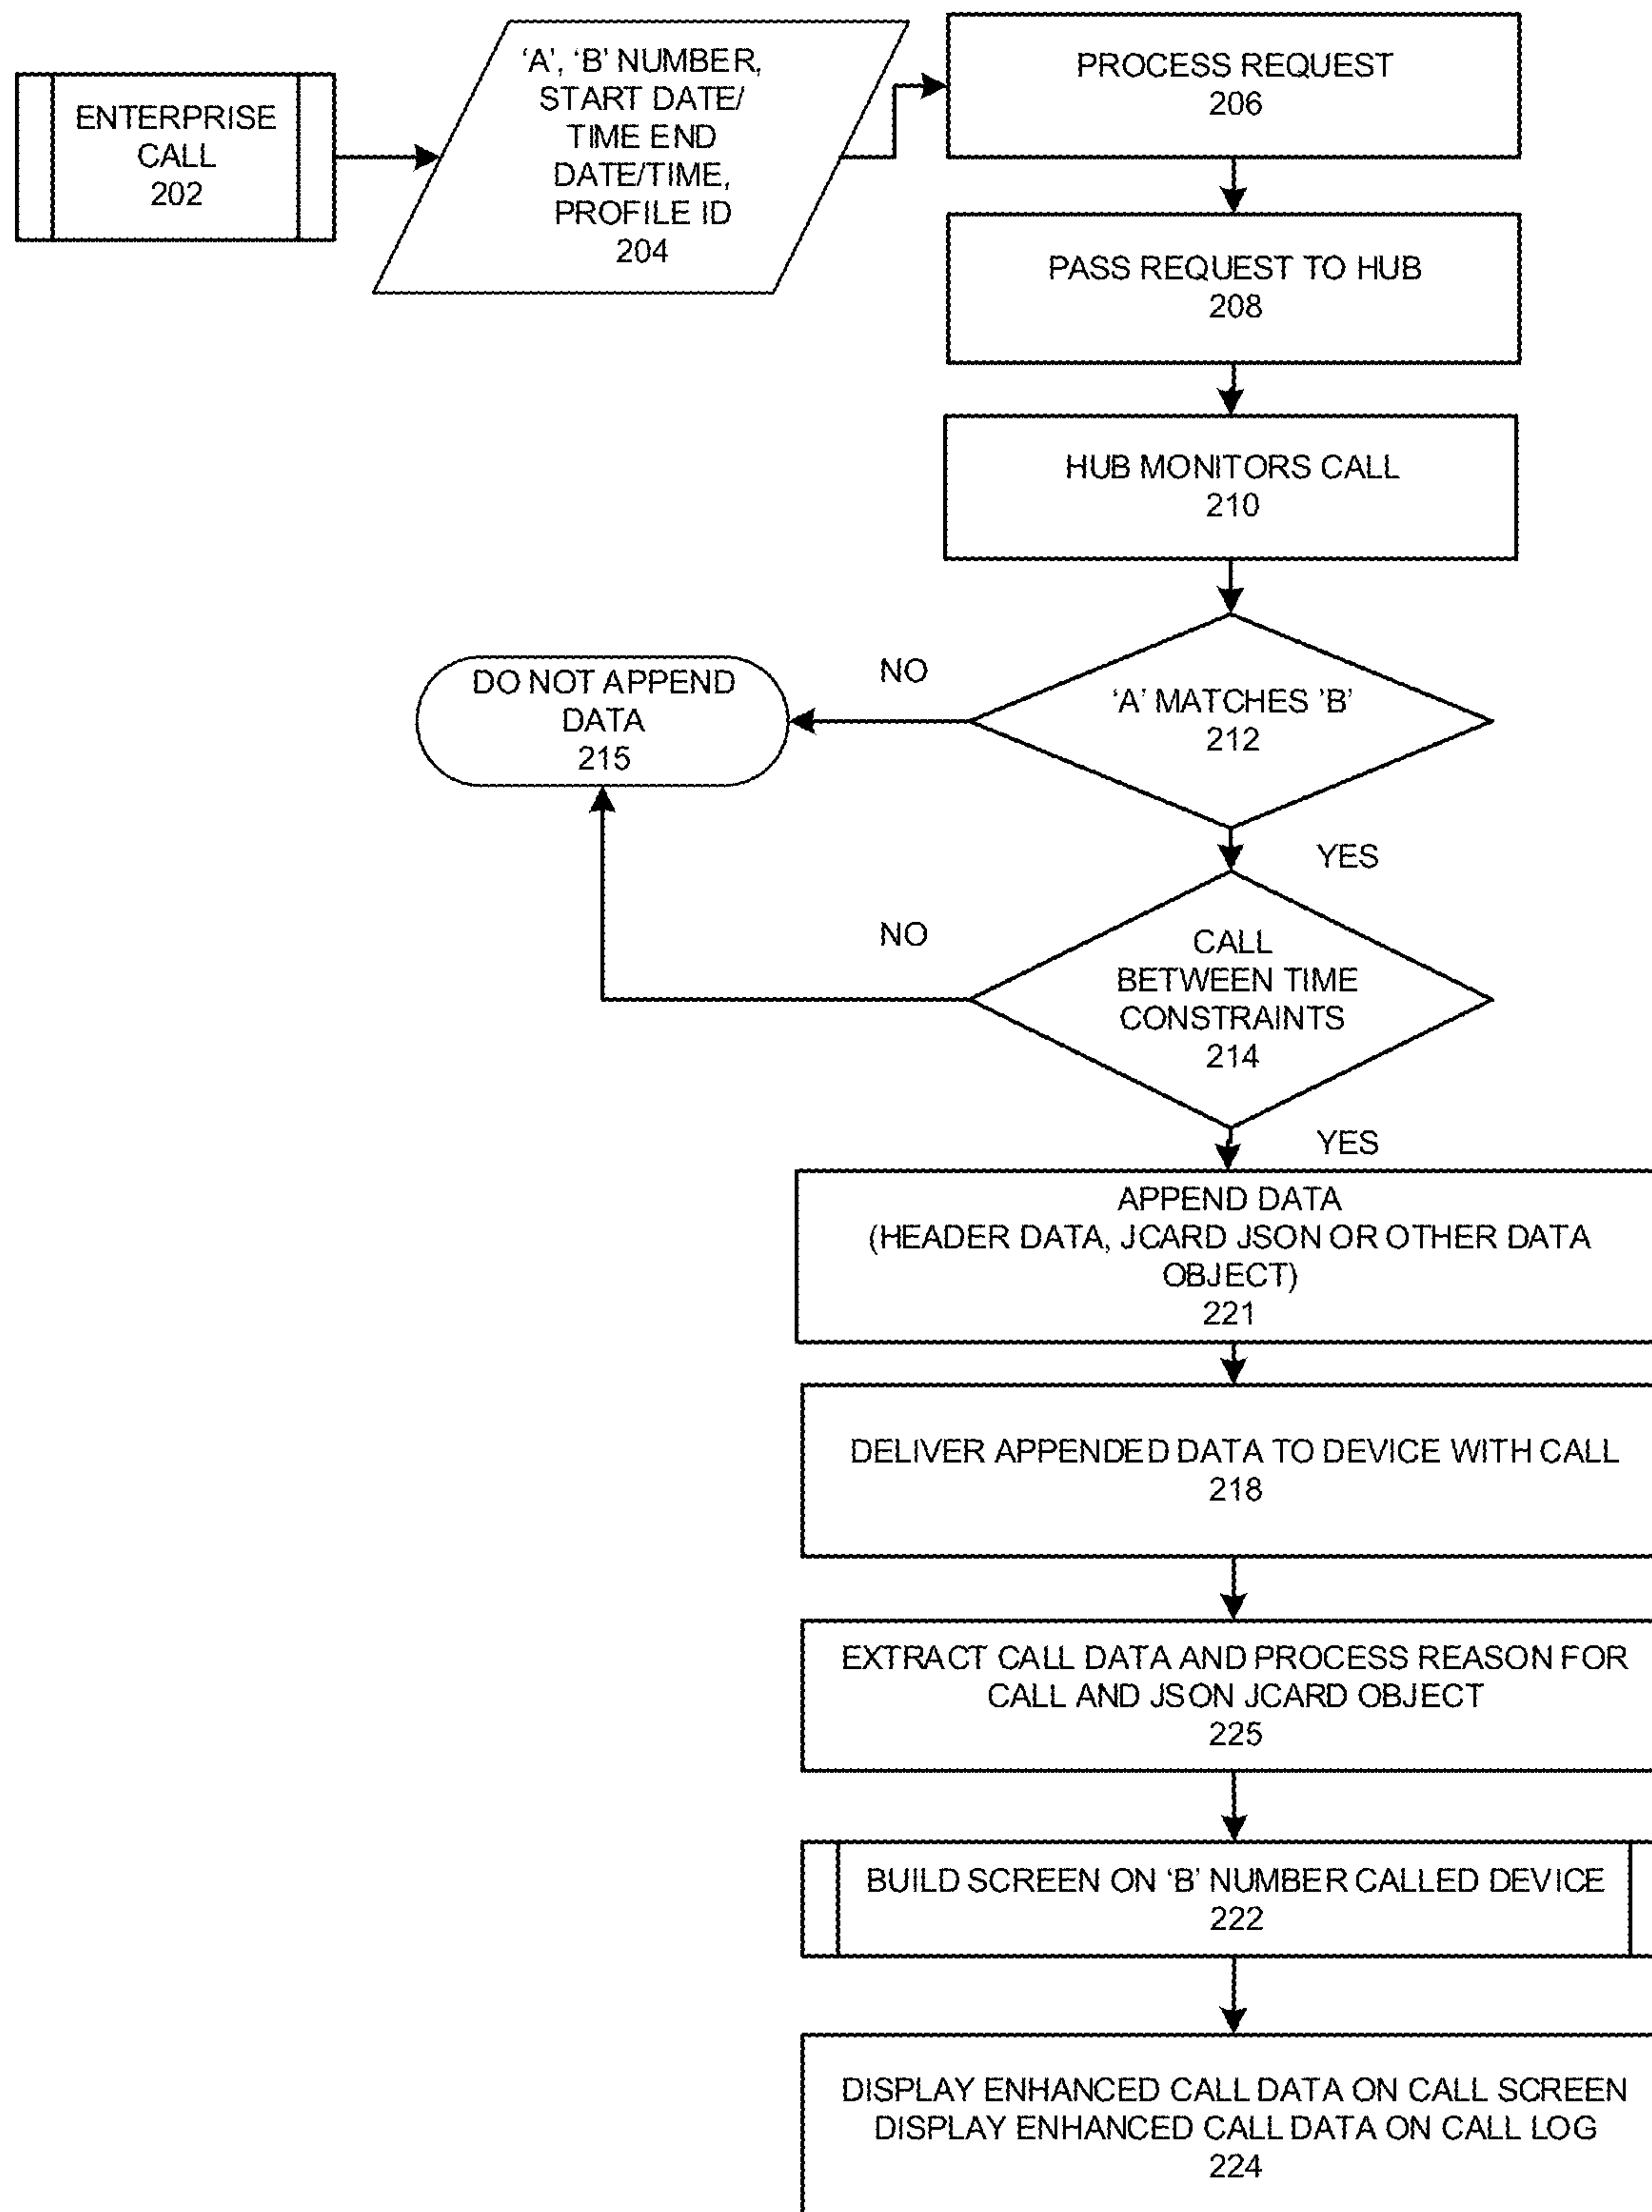 ENTERPRISE
CALL
202
‘A’, ‘B’ NUMBER,
START DATE/
TIME END
DATE/TIME,
PROFILE ID
204
PROCESS REQUEST
206
PASS REQUEST TO HUB
208
HUB MONITORS CALL
210
‘A’ MATCHES ’B’
212
NO
DO NOT APPEND
DATA
215
YES
CALL
BETWEEN TIME
CONSTRAINTS
214
NO
YES
APPEND DATA
(HEADER DATA, JCARD JSON OR OTHER DATA
OBJECT)
221
DELIVER APPENDED DATA TO DEVICE WITH CALL
218
EXTRACT CALL DATA AND PROCESS REASON FOR
CALL AND JSON JCARD OBJECT
225
BUILD SCREEN ON ‘B’ NUMBER CALLED DEVICE
222
DISPLAY ENHANCED CALL DATA ON CALL SCREEN
DISPLAY ENHANCED CALL DATA ON CALL LOG
224